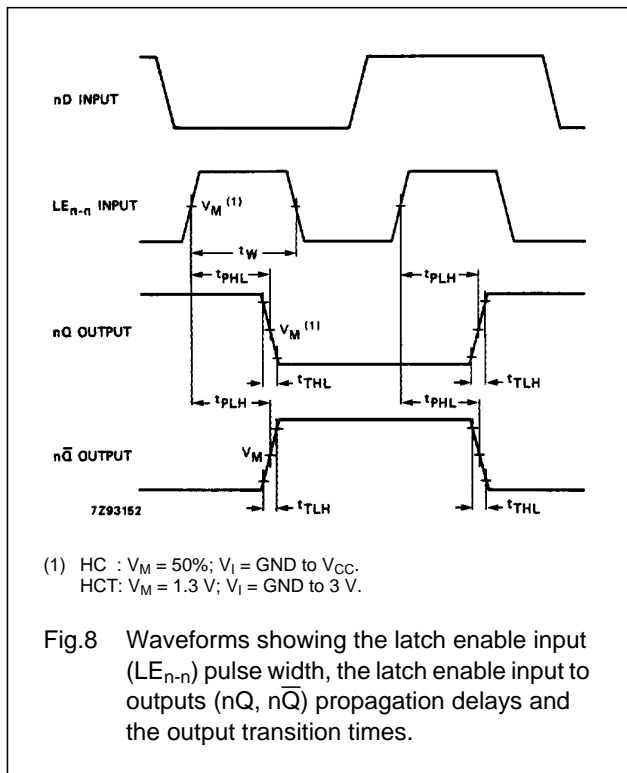 nD INPUT
LEn-n INPUT
VM (1)
tW
tPHL
tPLH
nQ OUTPUT
VM (1)
tTHL
tTLH
tPLH
tPHL
nQ̅ OUTPUT
VM
tTLH
tTHL
7Z93152
(1) HC : VM = 50%; VI = GND to VCC.
HCT: VM = 1.3 V; VI = GND to 3 V.
Fig.8 Waveforms showing the latch enable input
(LEn-n) pulse width, the latch enable input to
outputs (nQ, nQ̅) propagation delays and
the output transition times.